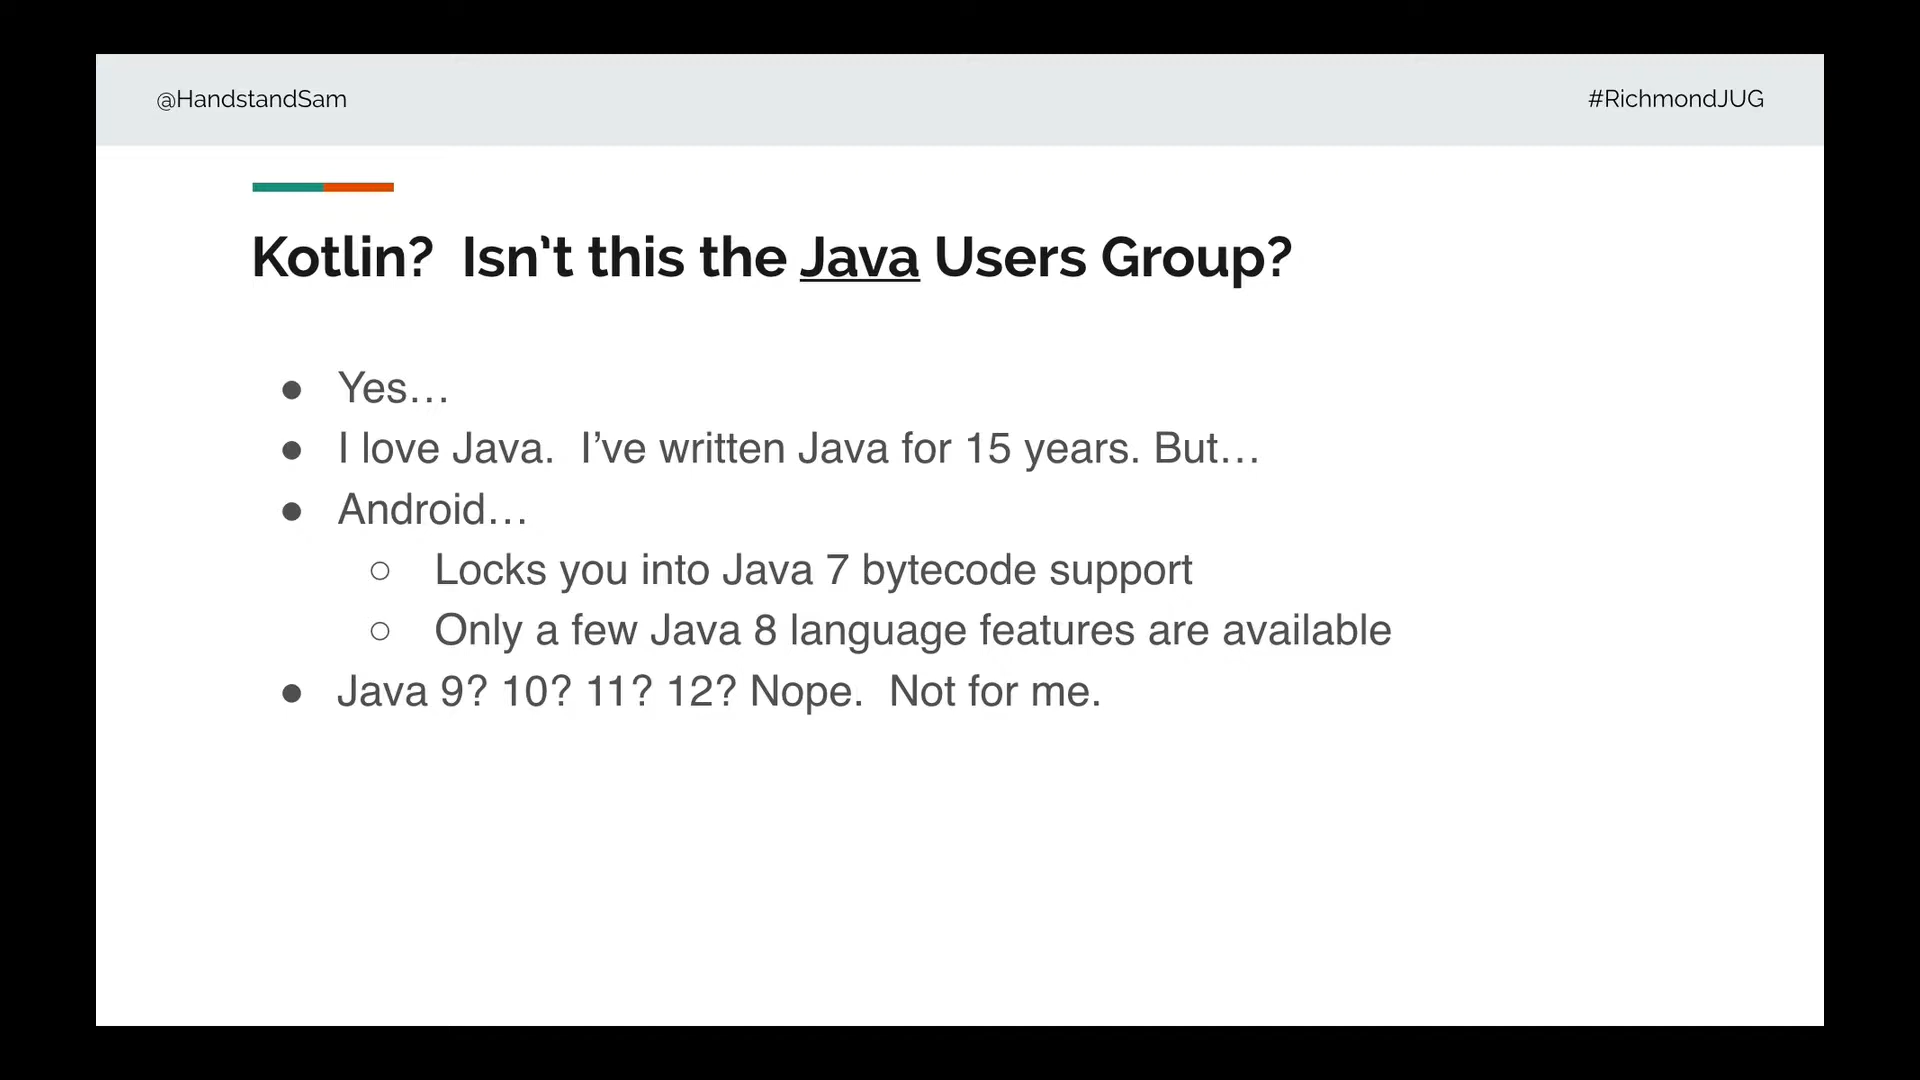 @HandstandSam
#RichmondJUG
Kotlin?  Isn’t this the Java Users Group?
● Yes…
● I love Java.  I’ve written Java for 15 years. But…
● Android…
○ Locks you into Java 7 bytecode support
○ Only a few Java 8 language features are available
● Java 9? 10? 11? 12? Nope.  Not for me.